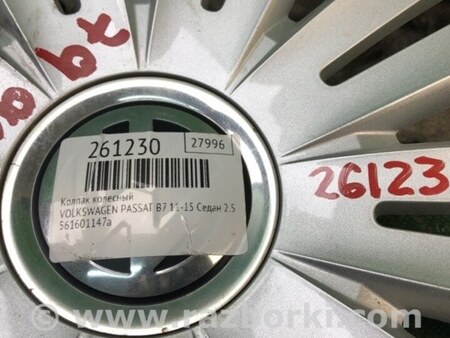 261230
27996
Колпак колесный
VOLKSWAGEN PASSAT B7 11-15 Седан 2.5
561601147a
26123
www.razborki.com